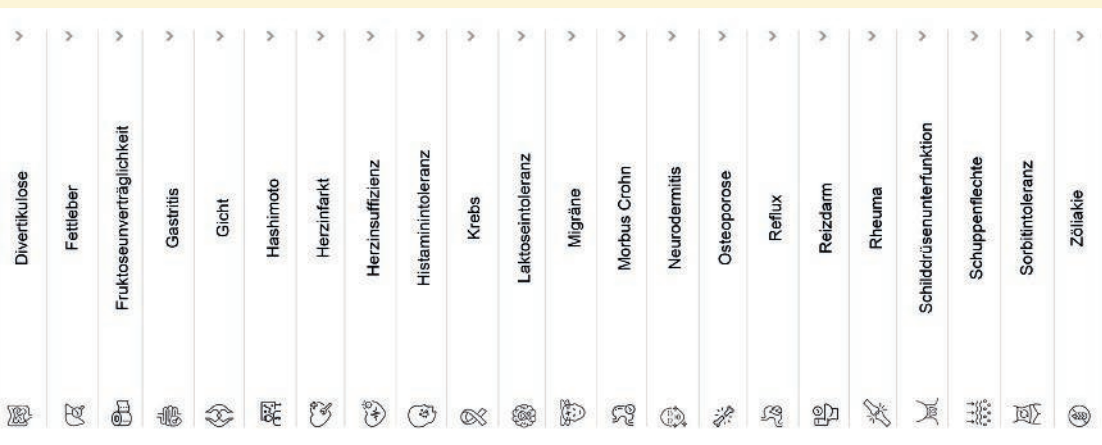 Divertikulose
Fettleber
Fruktoseunverträglichkeit
Gastritis
Gicht
Hashimoto
Herzinfarkt
Herzinsuffizienz
Histaminintoleranz
Krebs
Laktoseintoleranz
Migräne
Morbus Crohn
Neurodermitis
Osteoporose
Reflux
Reizdarm
Rheuma
Schilddrüsenunterfunktion
Schuppenflechte
Sorbitintoleranz
Zöliakie